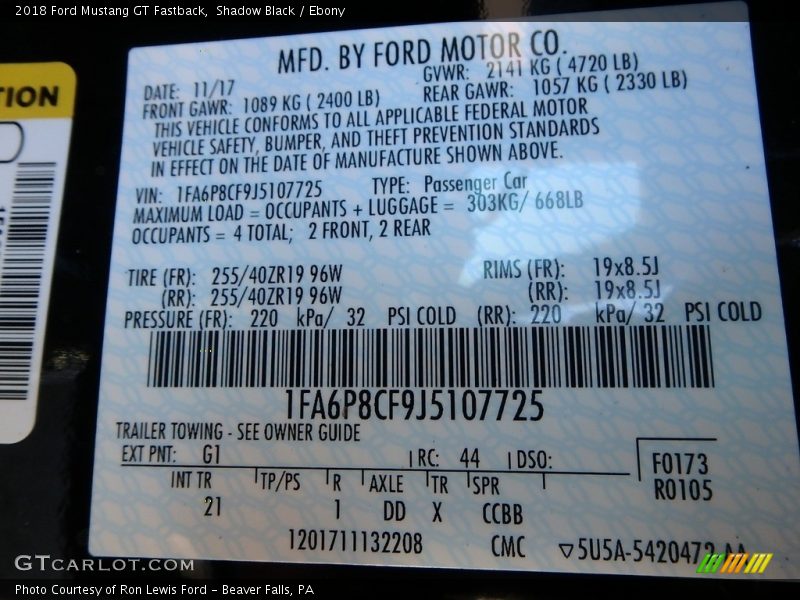 2018 Ford Mustang GT Fastback,  Shadow Black / Ebony
TION
MFD. BY FORD MOTOR CO.
DATE: 11/17 GVWR: 2141 KG ( 4720 LB)
FRONT GAWR: 1089 KG ( 2400 LB) REAR GAWR: 1057 KG ( 2330 LB)
THIS VEHICLE CONFORMS TO ALL APPLICABLE FEDERAL MOTOR
VEHICLE SAFETY, BUMPER, AND THEFT PREVENTION STANDARDS
IN EFFECT ON THE DATE OF MANUFACTURE SHOWN ABOVE.
VIN: 1FA6P8CF9J5107725 TYPE: Passenger Car
MAXIMUM LOAD = OCCUPANTS + LUGGAGE = 303KG/ 668LB
OCCUPANTS = 4 TOTAL; 2 FRONT, 2 REAR
TIRE (FR): 255/40ZR19 96W RIMS (FR): 19x8.5J
(RR): 255/40ZR19 96W (RR): 19x8.5J
PRESSURE (FR): 220 kPa/ 32 PSI COLD (RR): 220 kPa/ 32 PSI COLD
1FA6P8CF9J5107725
TRAILER TOWING - SEE OWNER GUIDE
EXT PNT: G1 RC: 44 DSO: F0173
INT TR TP/PS R AXLE TR SPR R0105
21 1 DD X CCBB
1201711132208 CMC ▽5U5A-5420472-AA
GTCARLOT.COM
Photo Courtesy of Ron Lewis Ford - Beaver Falls, PA